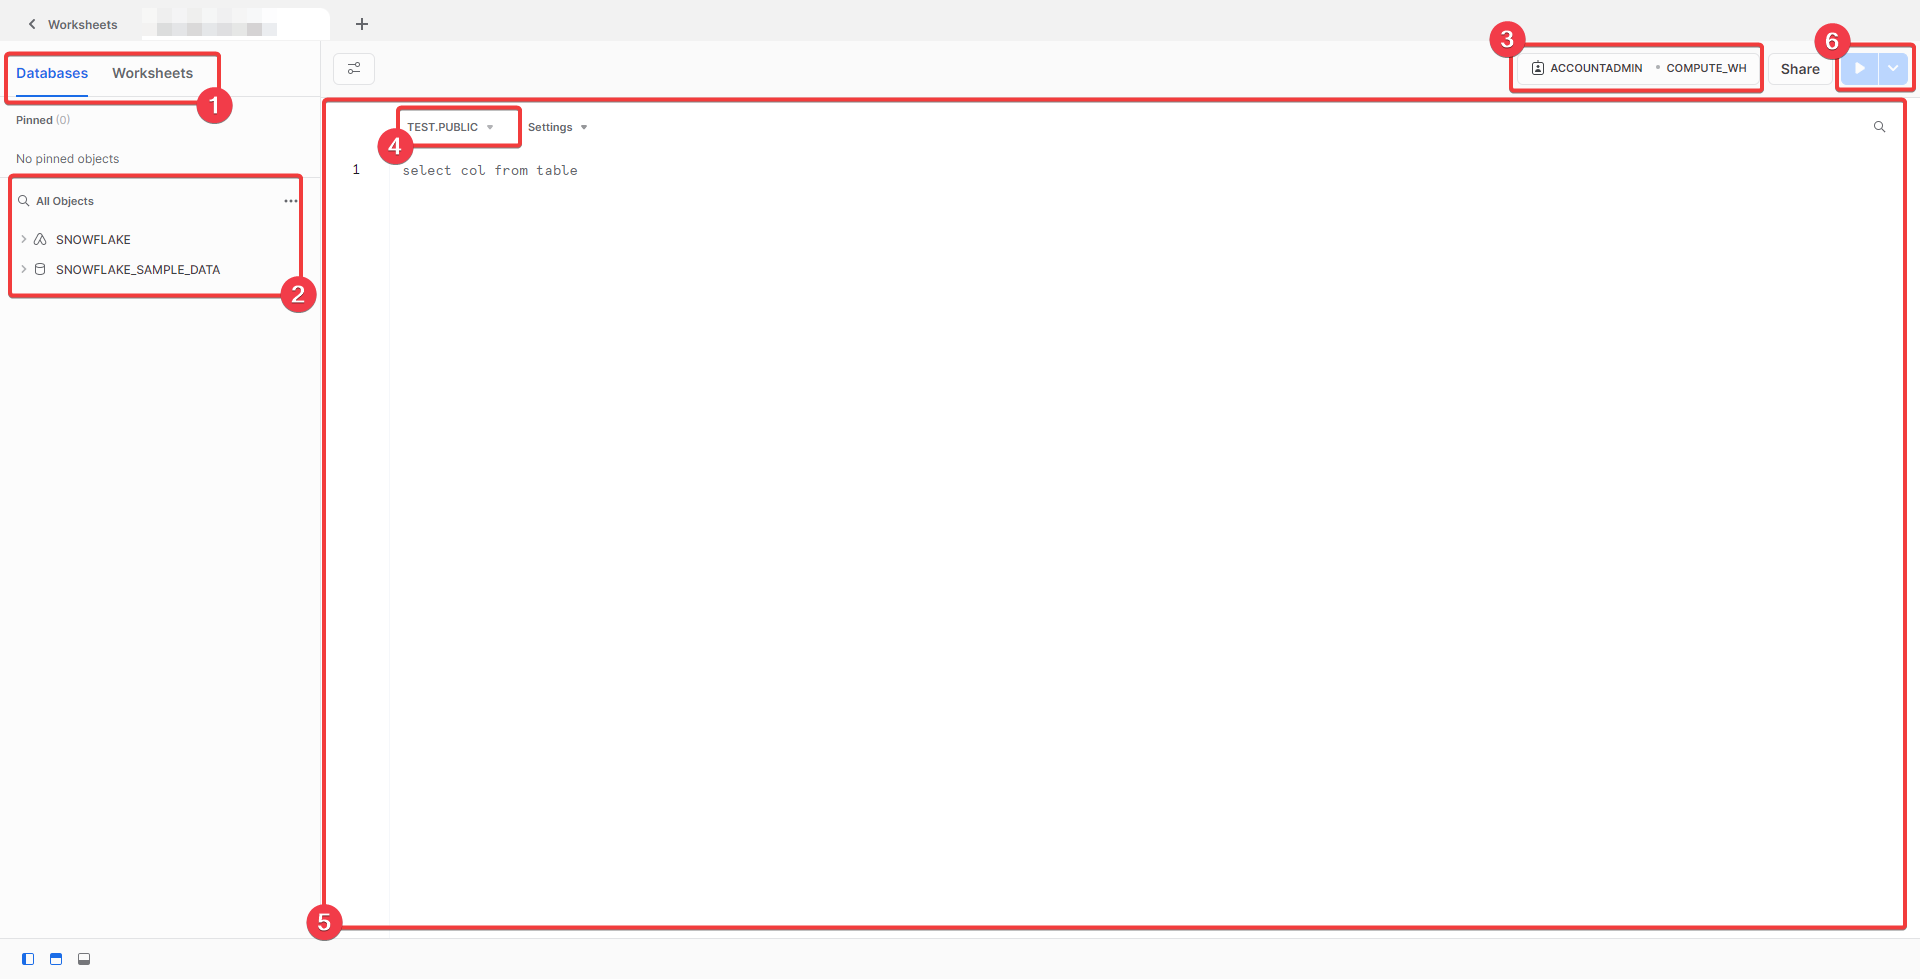 Worksheets
Databases Worksheets
1
Pinned (0)
No pinned objects
All Objects
SNOWFLAKE
SNOWFLAKE_SAMPLE_DATA
2
3
ACCOUNTADMIN • COMPUTE_WH
Share
6
4
TEST.PUBLIC Settings
1 select col from table
5